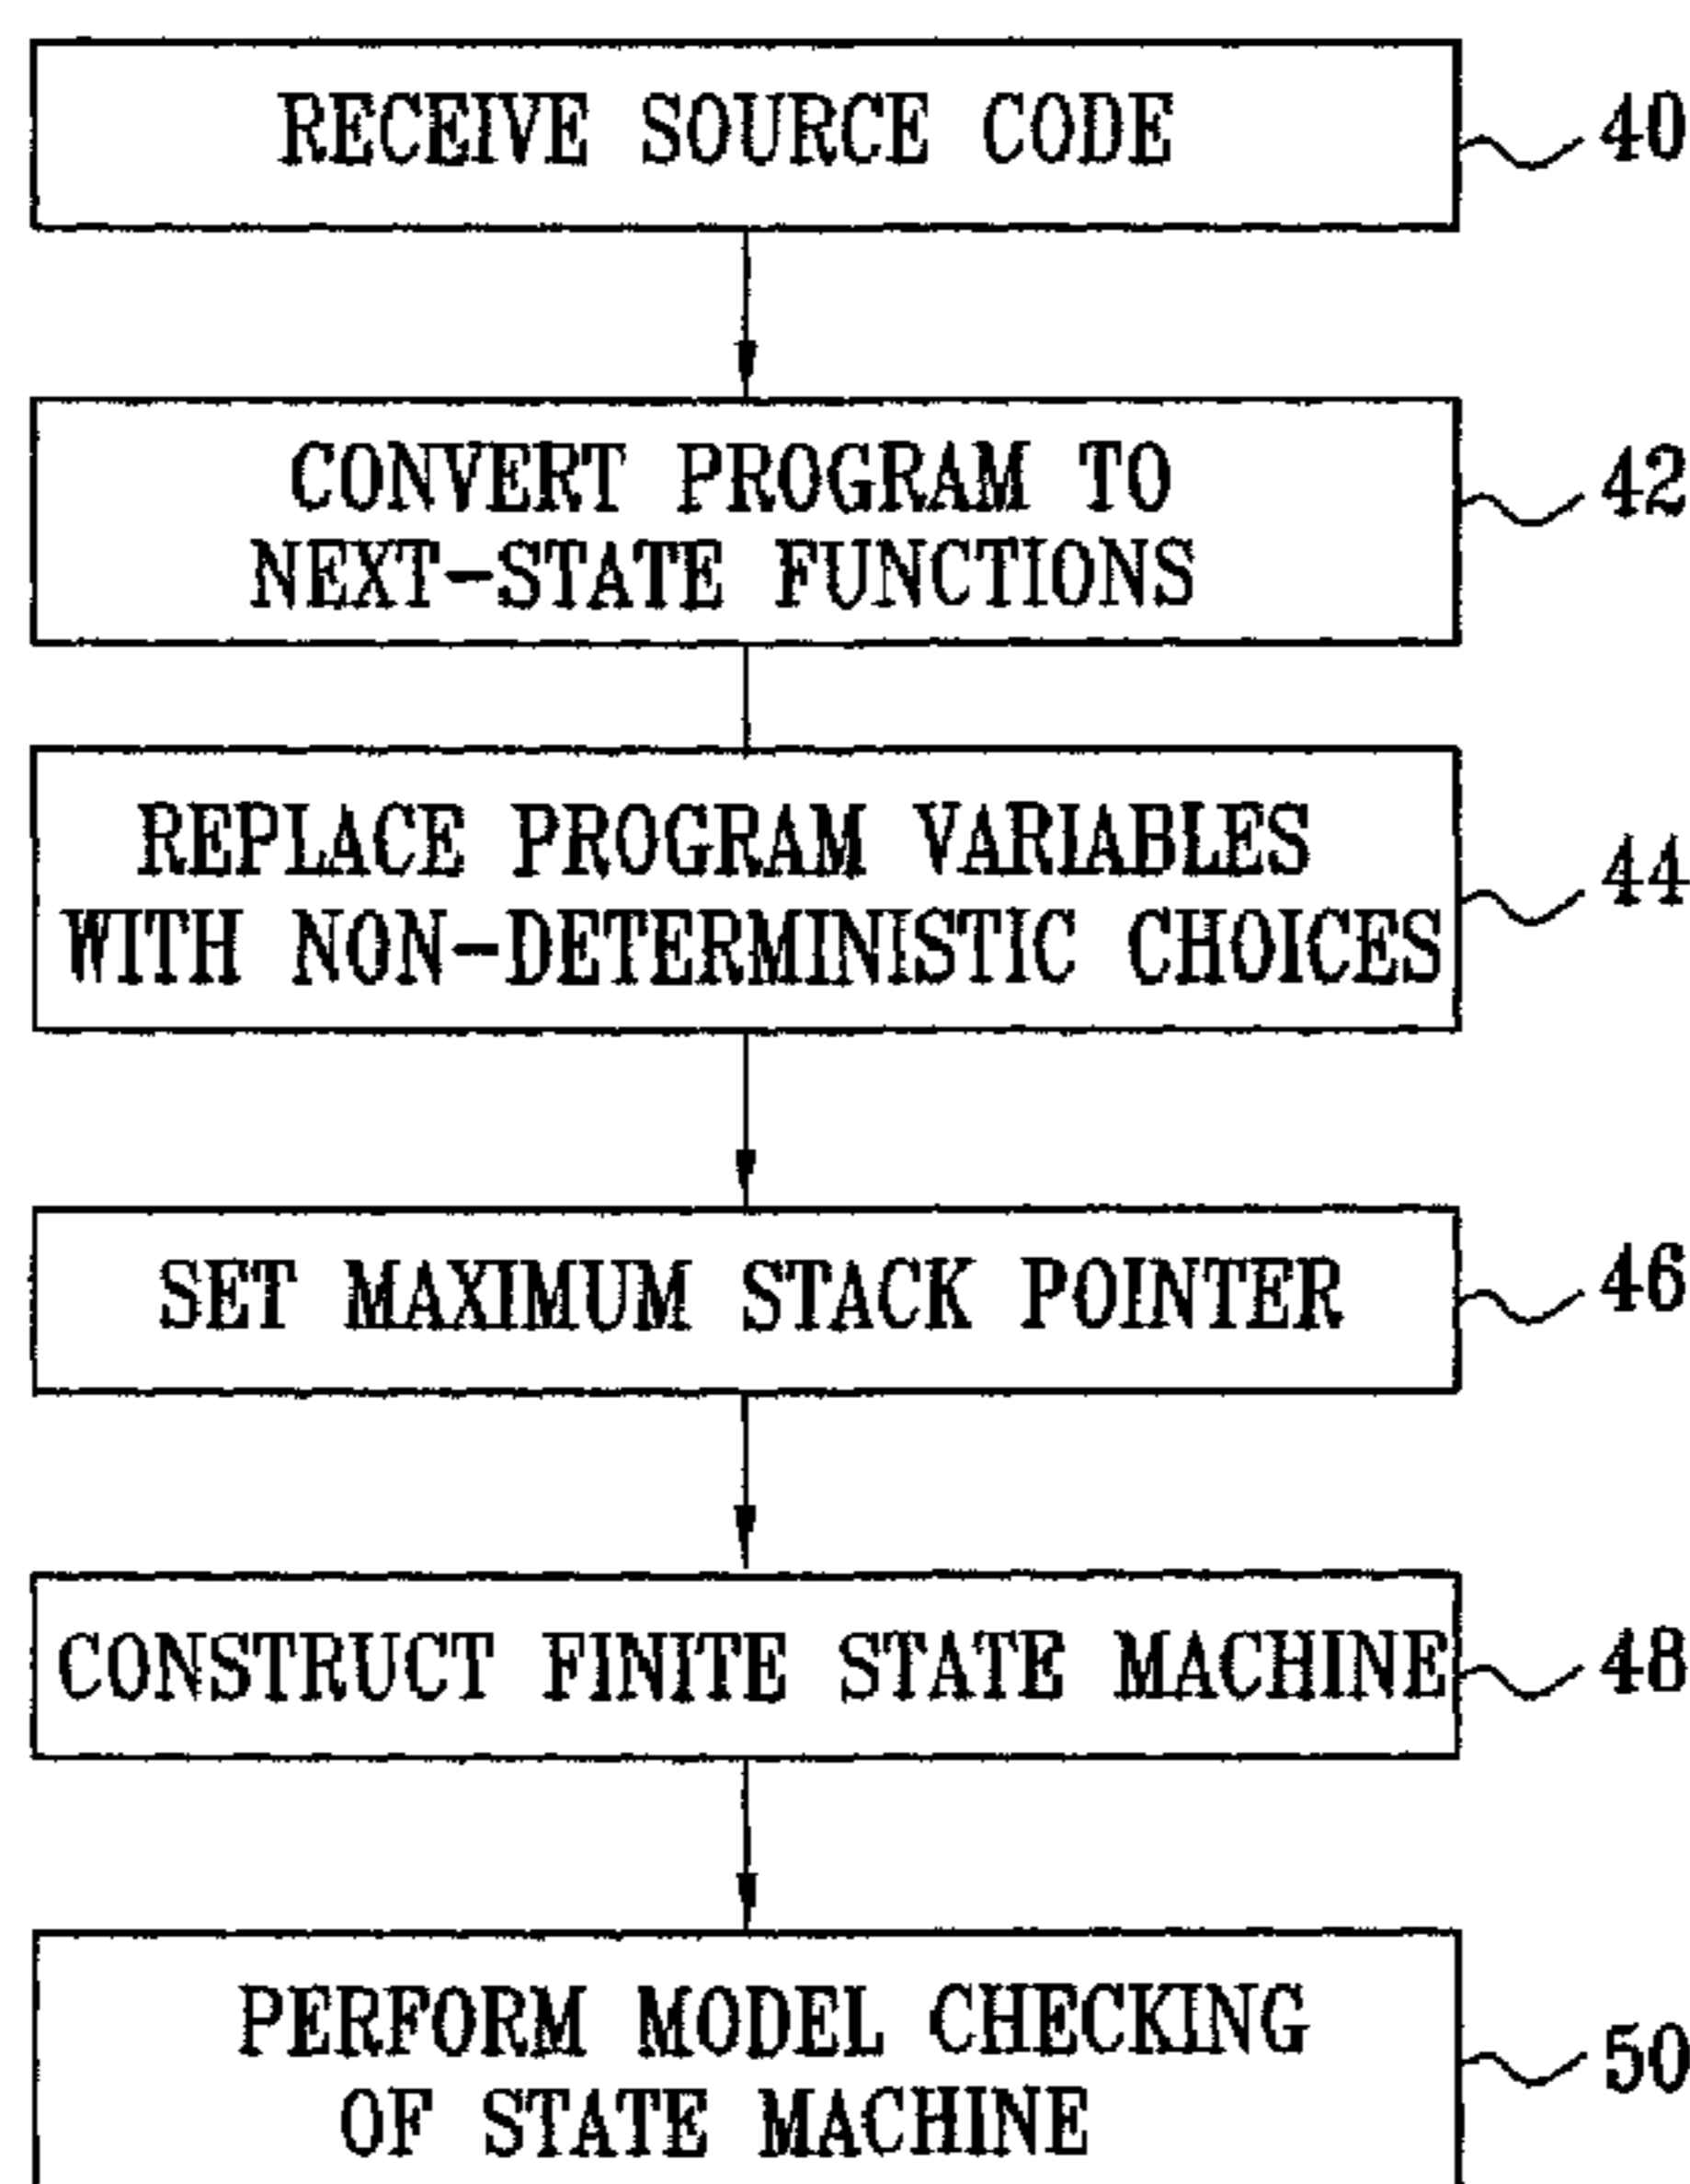 RECEIVE SOURCE CODE
40
CONVERT PROGRAM TO
NEXT-STATE FUNCTIONS
42
REPLACE PROGRAM VARIABLES
WITH NON-DETERMINISTIC CHOICES
44
SET MAXIMUM STACK POINTER
46
CONSTRUCT FINITE STATE MACHINE
48
PERFORM MODEL CHECKING
OF STATE MACHINE
50